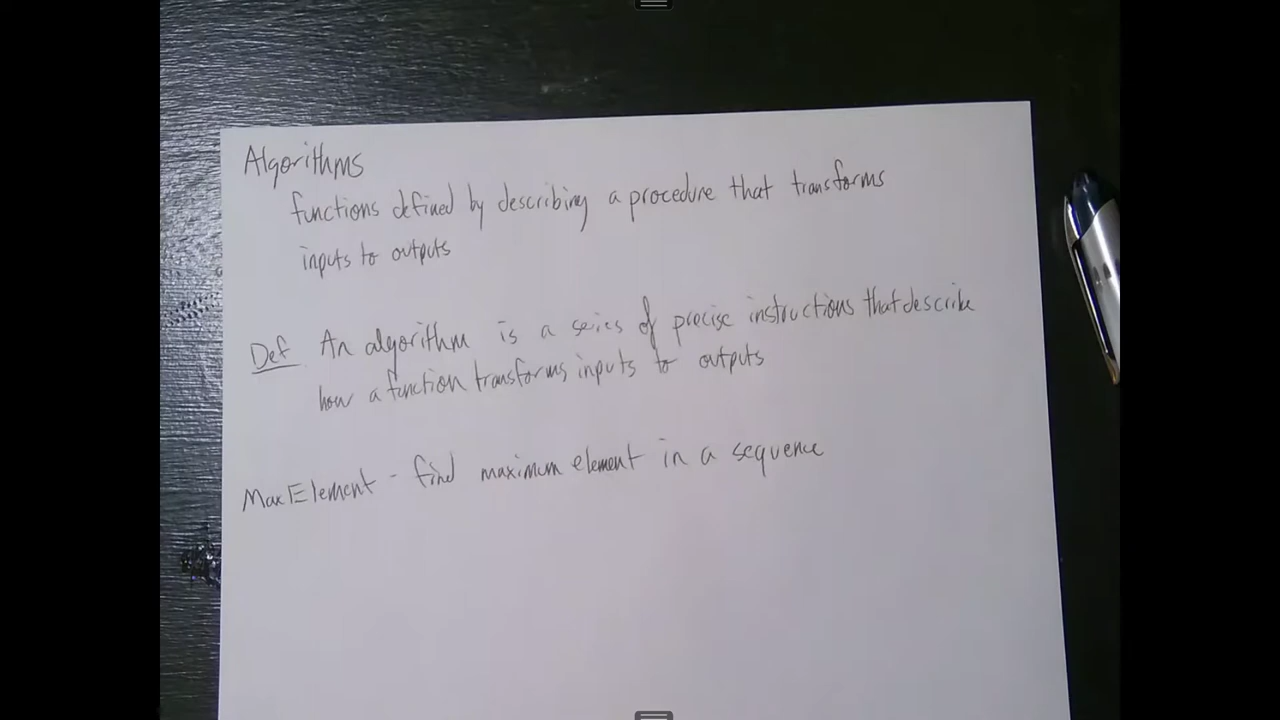 Algorithms
functions defined by describing a procedure that transforms
inputs to outputs
Def An algorithm is a series of precise instructions that describe
how a function transforms inputs to outputs
MaxElement - find maximum element in a sequence